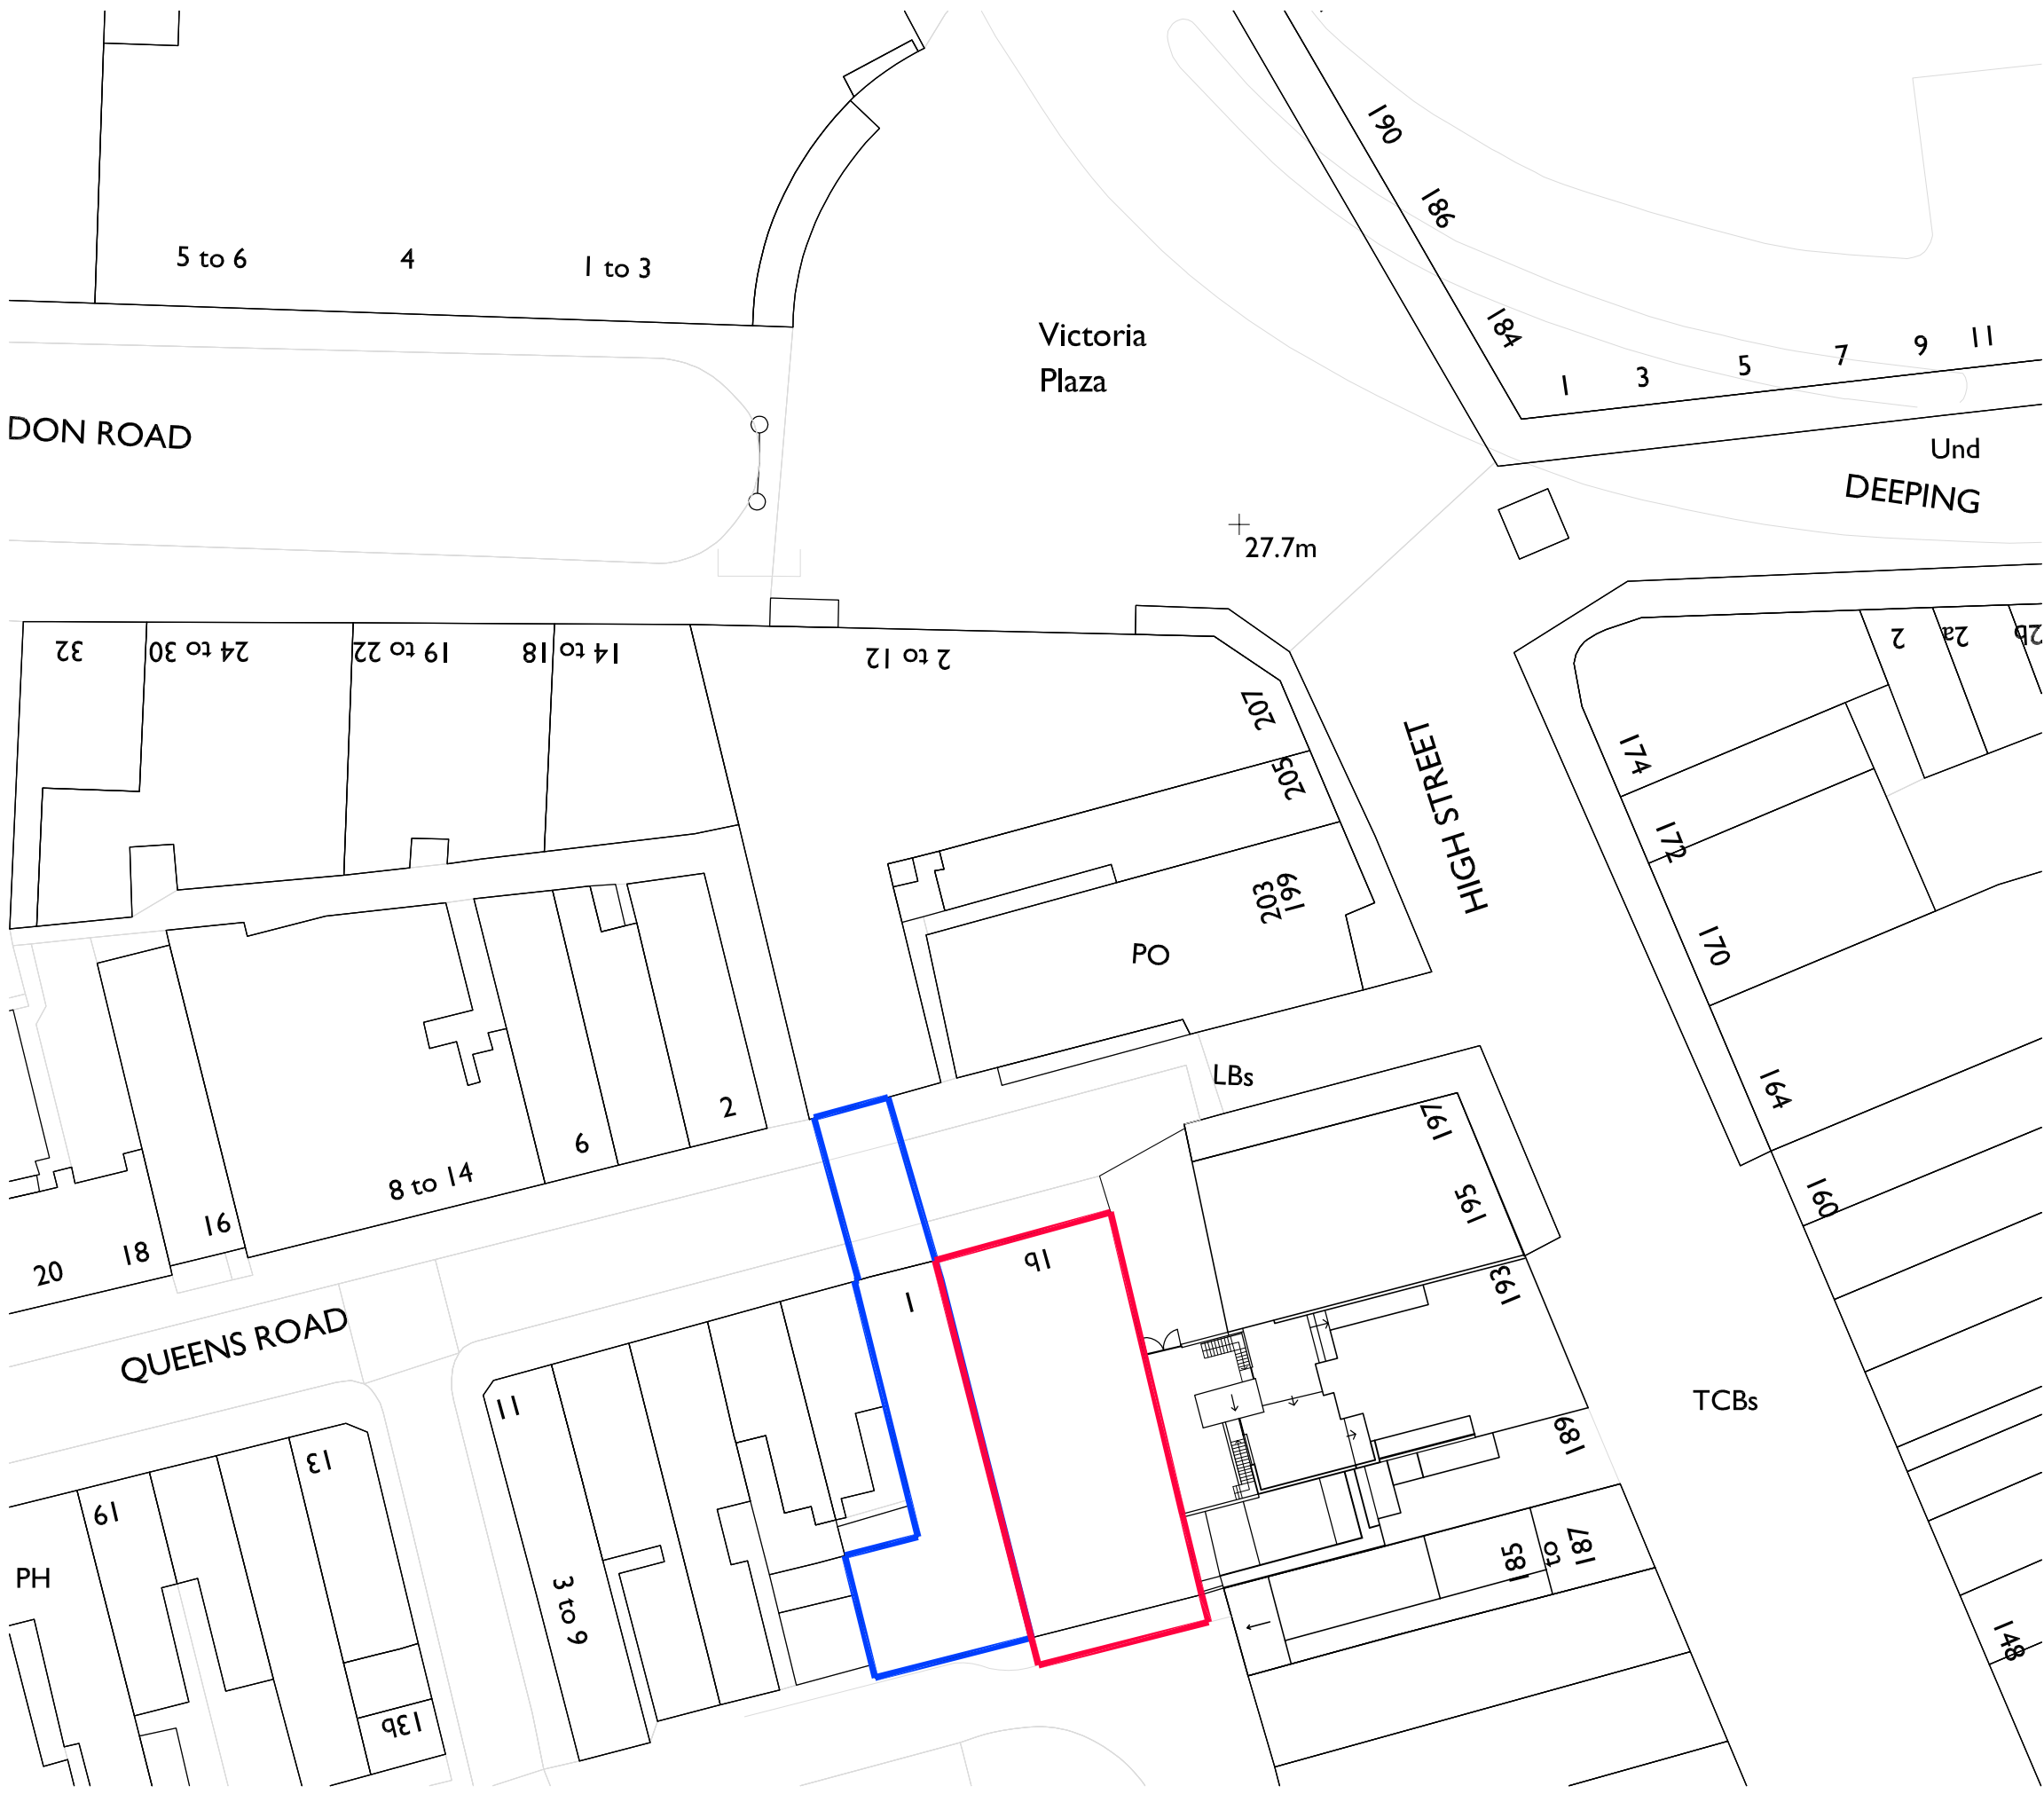 190
186
5 to 6
4
1 to 3
184
Victoria
Plaza
1
3
5
7
9
11
DON ROAD
Und
DEEPING
27.7m
32
24 to 30
19 to 22
14 to 18
2 to 12
207
205
203
199
PO
HIGH STREET
2
2a
2b
174
172
170
164
160
LBs
197
195
193
189
2
6
8 to 14
16
18
20
QUEENS ROAD
1
1b
11
13
19
TCBs
3 to 9
PH
13b
185
to
187
148